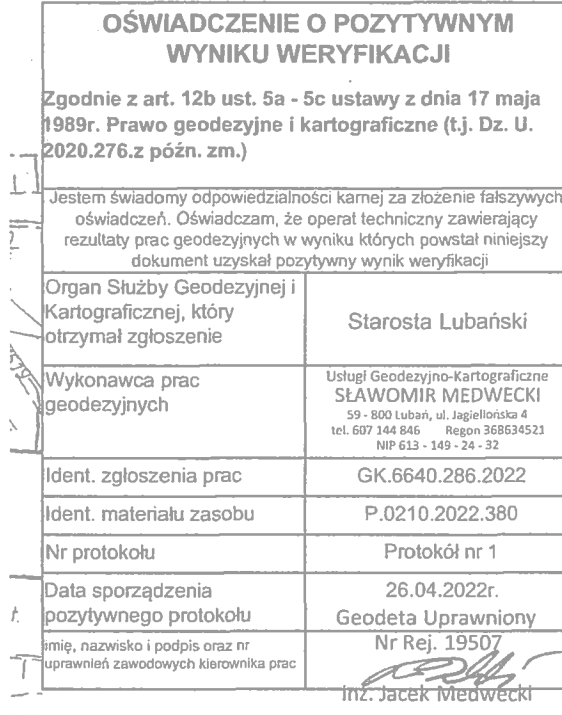 OŚWIADCZENIE O POZYTYWNYM
WYNIKU WERYFIKACJI
Zgodnie z art. 12b ust. 5a - 5c ustawy z dnia 17 maja
1989r. Prawo geodezyjne i kartograficzne (t.j. Dz. U.
2020.276.z późn. zm.)
Jestem świadomy odpowiedzialności karnej za złożenie fałszywych
oświadczeń. Oświadczam, że operat techniczny zawierający
rezultaty prac geodezyjnych w wyniku których powstał niniejszy
dokument uzyskał pozytywny wynik weryfikacji
Organ Służby Geodezyjnej i
Kartograficznej, który
otrzymał zgłoszenie
Starosta Lubański
Wykonawca prac
geodezyjnych
Usługi Geodezyjno-Kartograficzne
SŁAWOMIR MEDWECKI
59 - 800 Lubań, ul. Jagiellońska 4
tel. 607 144 846 Regon 368634521
NIP 613 - 149 - 24 - 32
Ident. zgłoszenia prac
GK.6640.286.2022
Ident. materiału zasobu
P.0210.2022.380
Nr protokołu
Protokół nr 1
Data sporządzenia
pozytywnego protokołu
26.04.2022r.
Geodeta Uprawniony
imię, nazwisko i podpis oraz nr
uprawnień zawodowych kierownika prac
Nr Rej. 19507
inż. Jacek Medwecki